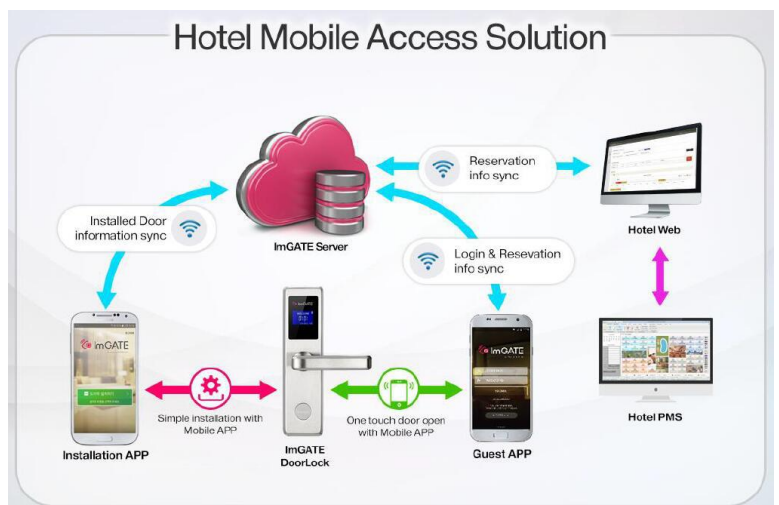 Hotel Mobile Access Solution
Reservation
info sync
Installed Door
information sync
ImGATE Server
Hotel Web
Login & Resevation
info sync
imGATE
imGATE
Simple installation with
Mobile APP
One touch door open
with Mobile APP
Hotel PMS
Installation APP
ImGATE
DoorLock
Guest APP